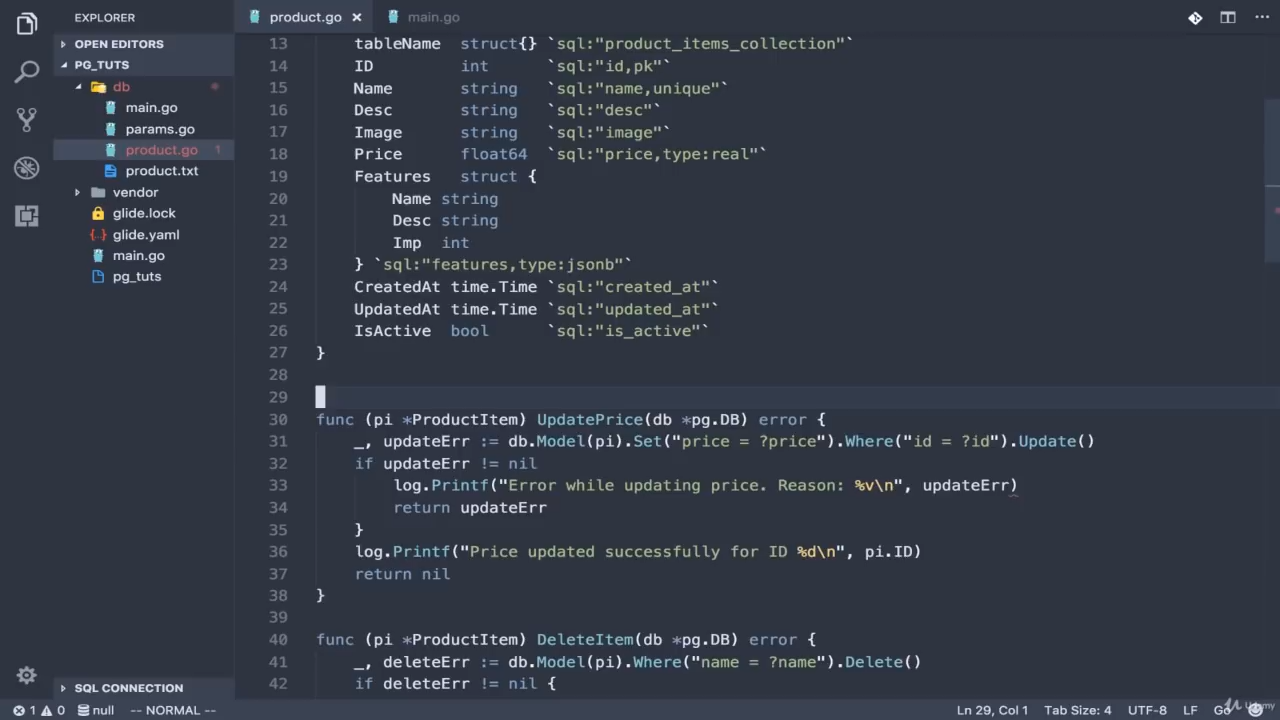 EXPLORER
product.go ×
main.go
OPEN EDITORS
PG_TUTS
db
main.go
params.go
product.go 1
product.txt
vendor
glide.lock
glide.yaml
main.go
pg_tuts
SQL CONNECTION
13 tableName struct{} `sql:"product_items_collection"`
14 ID int `sql:"id,pk"`
15 Name string `sql:"name,unique"`
16 Desc string `sql:"desc"`
17 Image string `sql:"image"`
18 Price float64 `sql:"price,type:real"`
19 Features struct {
20 Name string
21 Desc string
22 Imp int
23 } `sql:"features,type:jsonb"`
24 CreatedAt time.Time `sql:"created_at"`
25 UpdatedAt time.Time `sql:"updated_at"`
26 IsActive bool `sql:"is_active"`
27 }
28
29
30 func (pi *ProductItem) UpdatePrice(db *pg.DB) error {
31 _, updateErr := db.Model(pi).Set("price = ?price").Where("id = ?id").Update()
32 if updateErr != nil
33 log.Printf("Error while updating price. Reason: %v\n", updateErr)
34 return updateErr
35 }
36 log.Printf("Price updated successfully for ID %d\n", pi.ID)
37 return nil
38 }
39
40 func (pi *ProductItem) DeleteItem(db *pg.DB) error {
41 _, deleteErr := db.Model(pi).Where("name = ?name").Delete()
42 if deleteErr != nil {
1 0 null -- NORMAL -- Ln 29, Col 1 Tab Size: 4 UTF-8 LF Go
Udemy